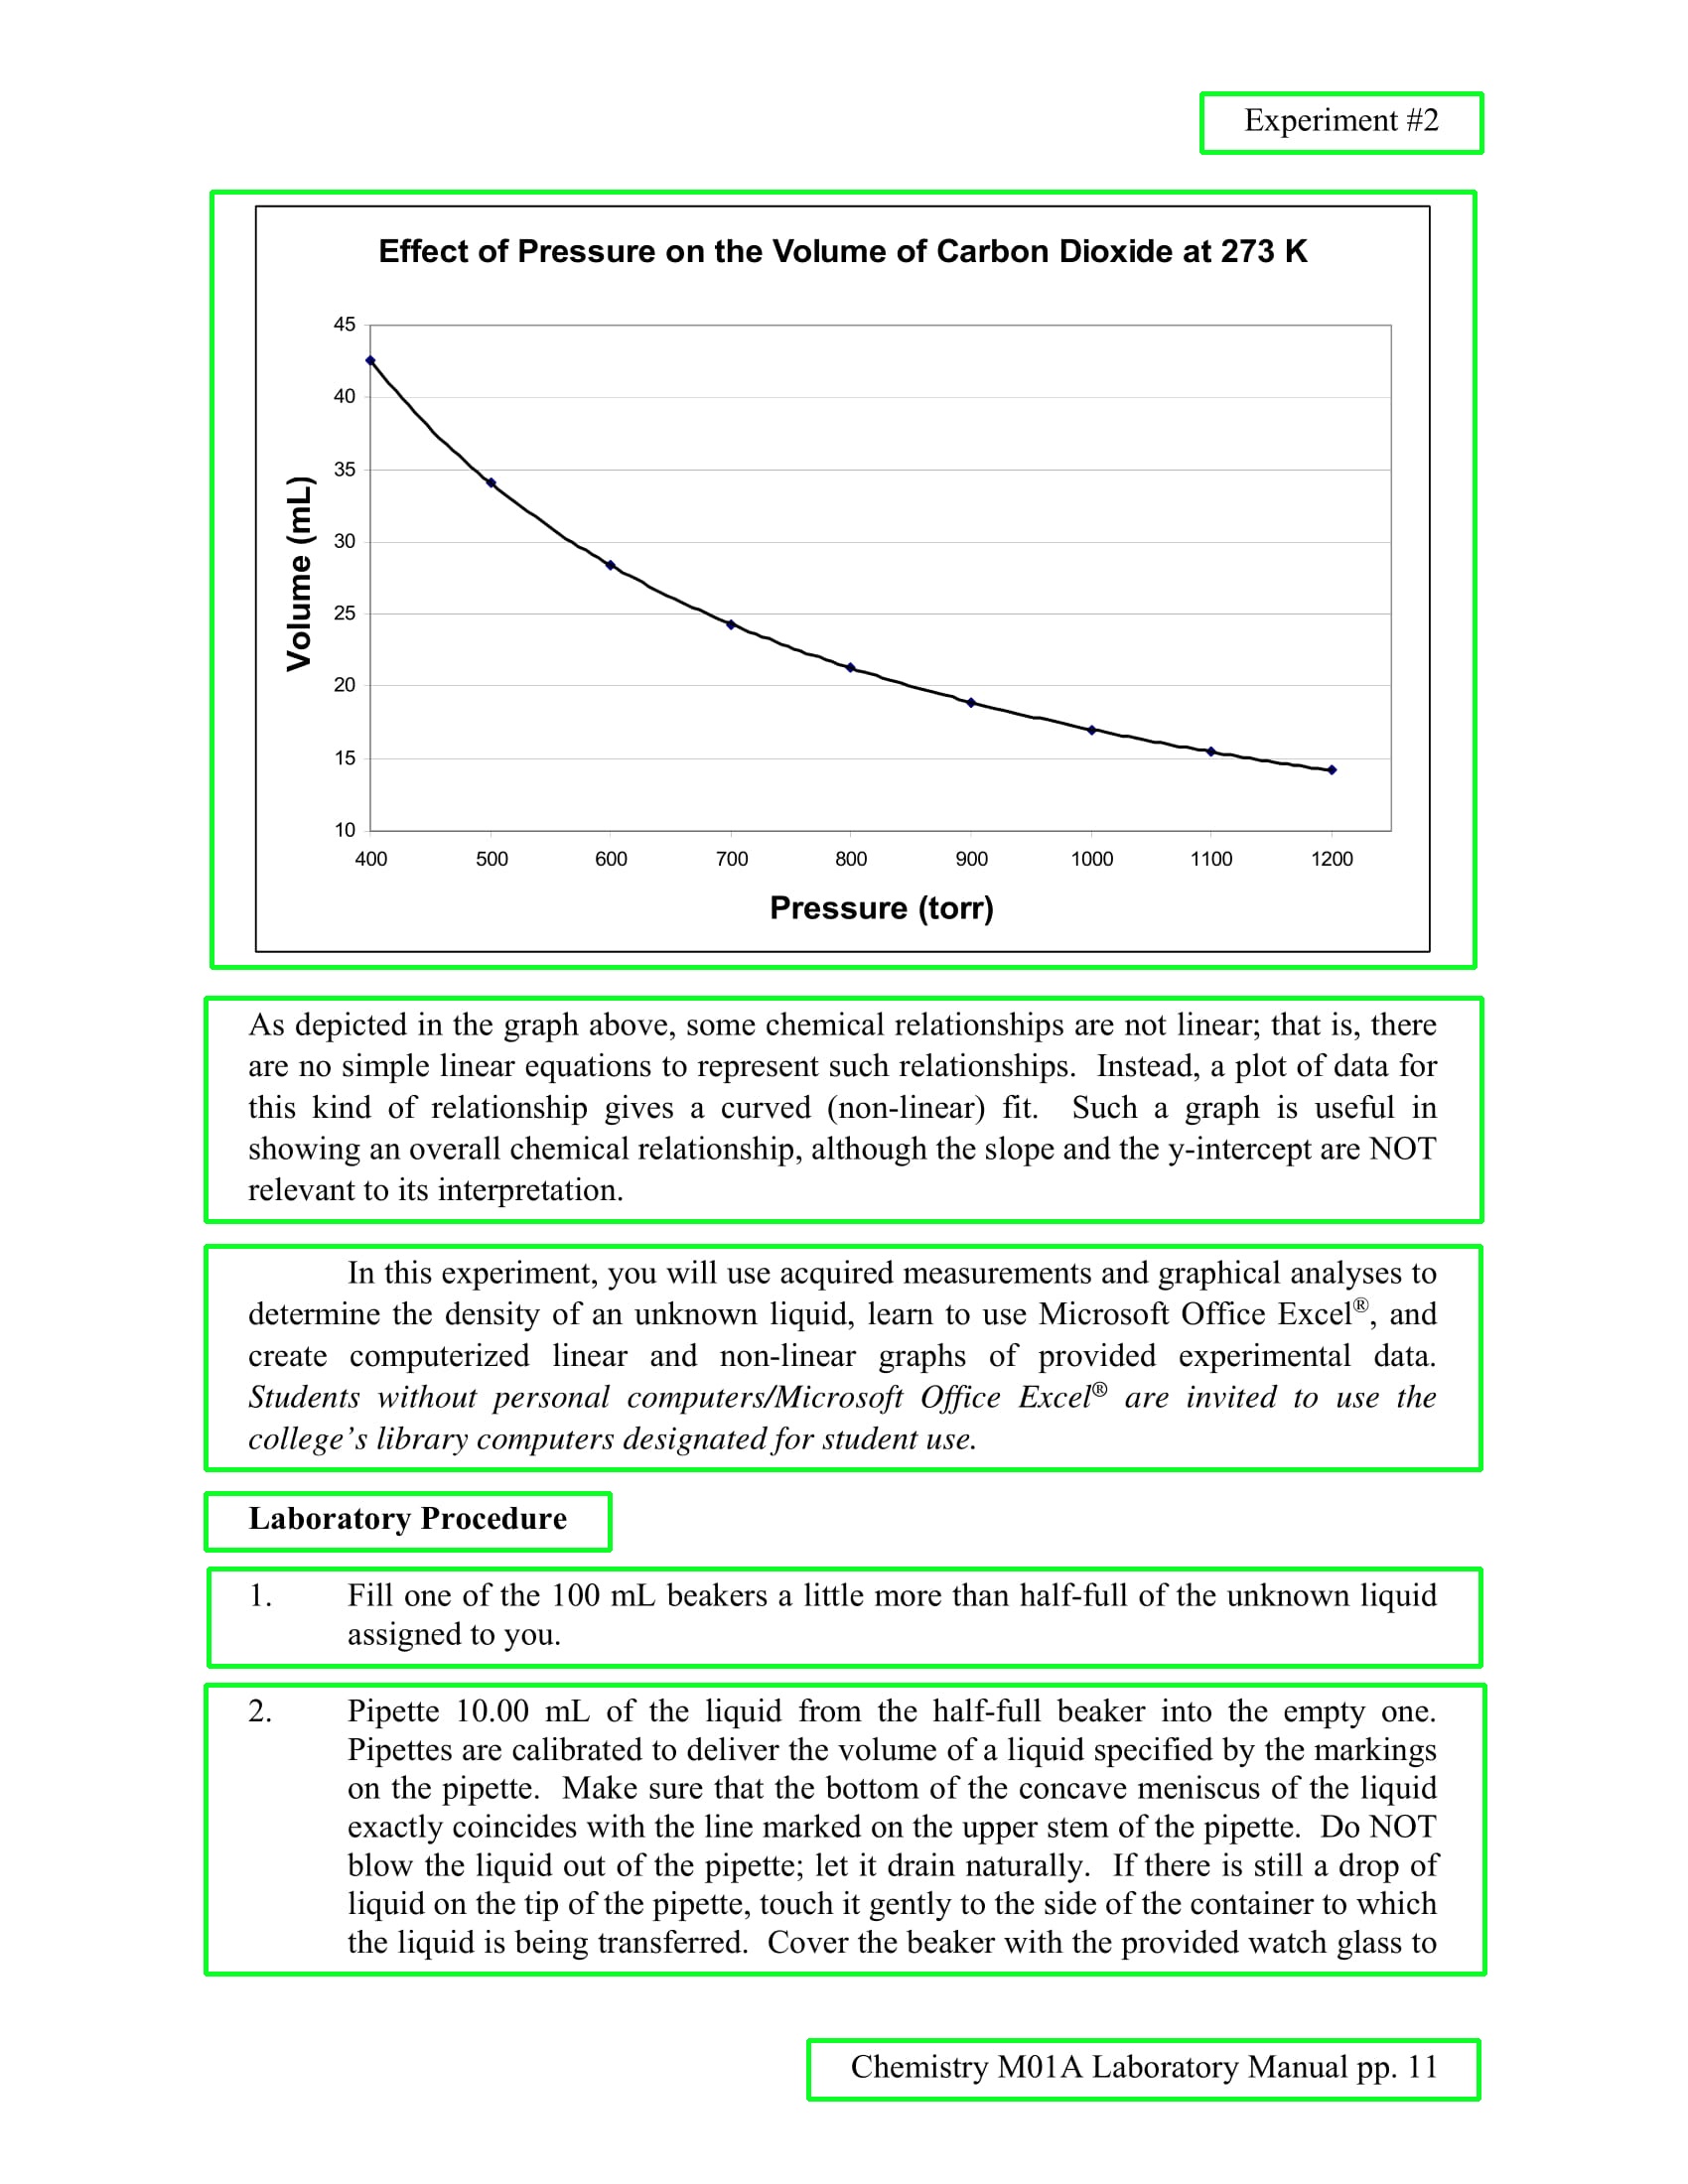 Experiment #2
Effect of Pressure on the Volume of Carbon Dioxide at 273 K
45
40
35
30
25
20
15
10
Volume (mL)
400 500 600 700 800 900 1000 1100 1200
Pressure (torr)
As depicted in the graph above, some chemical relationships are not linear; that is, there
are no simple linear equations to represent such relationships. Instead, a plot of data for
this kind of relationship gives a curved (non-linear) fit. Such a graph is useful in
showing an overall chemical relationship, although the slope and the y-intercept are NOT
relevant to its interpretation.
In this experiment, you will use acquired measurements and graphical analyses to
determine the density of an unknown liquid, learn to use Microsoft Office Excel®, and
create computerized linear and non-linear graphs of provided experimental data.
Students without personal computers/Microsoft Office Excel® are invited to use the
college’s library computers designated for student use.
Laboratory Procedure
1. Fill one of the 100 mL beakers a little more than half-full of the unknown liquid
assigned to you.
2. Pipette 10.00 mL of the liquid from the half-full beaker into the empty one.
Pipettes are calibrated to deliver the volume of a liquid specified by the markings
on the pipette. Make sure that the bottom of the concave meniscus of the liquid
exactly coincides with the line marked on the upper stem of the pipette. Do NOT
blow the liquid out of the pipette; let it drain naturally. If there is still a drop of
liquid on the tip of the pipette, touch it gently to the side of the container to which
the liquid is being transferred. Cover the beaker with the provided watch glass to
Chemistry M01A Laboratory Manual pp. 11